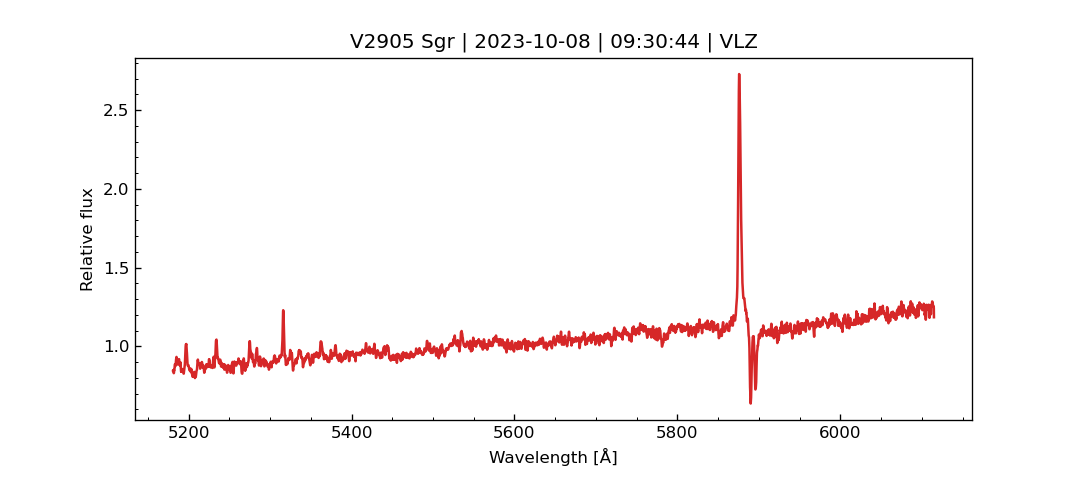 V2905 Sgr | 2023-10-08 | 09:30:44 | VLZ
Relative flux
2.5
2.0
1.5
1.0
5200 5400 5600 5800 6000
Wavelength [Å]